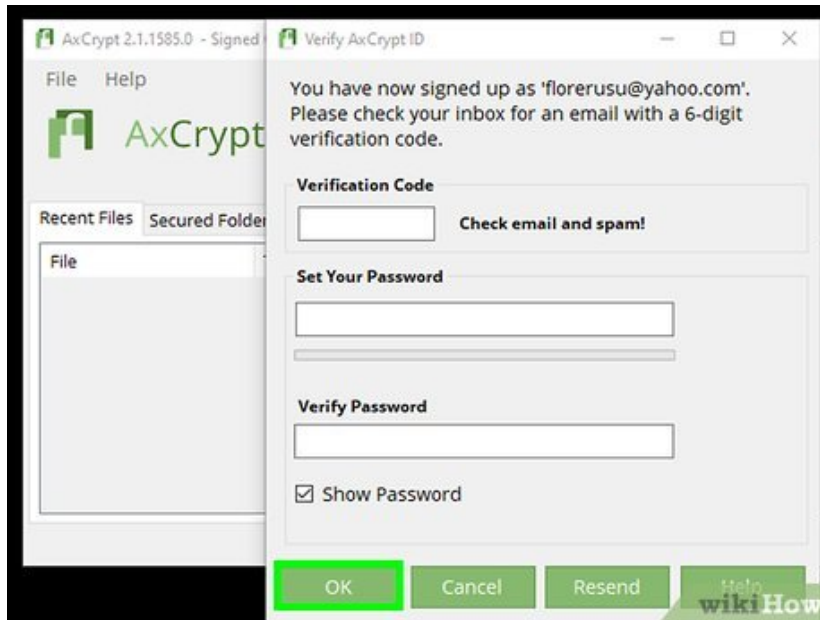 AxCrypt 2.1.1585.0 - Signed
File Help
AxCrypt
Recent Files Secured Folder
File
Verify AxCrypt ID
You have now signed up as 'florerusu@yahoo.com'.
Please check your inbox for an email with a 6-digit
verification code.
Verification Code
Check email and spam!
Set Your Password
Verify Password
Show Password
OK Cancel Resend Help
wikiHow